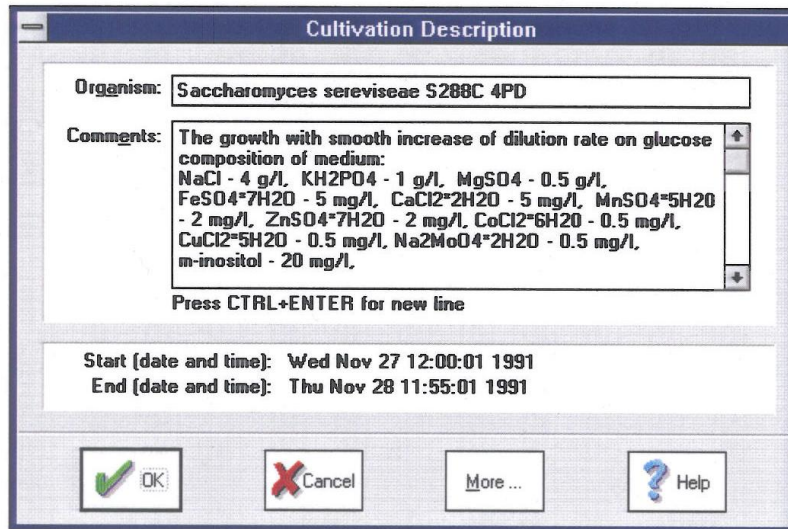 Cultivation Description
Organism: Saccharomyces sereviseae S288C 4PD
Comments: The growth with smooth increase of dilution rate on glucose
composition of medium:
NaCl - 4 g/l, KH2PO4 - 1 g/l, MgSO4 - 0.5 g/l,
FeSO4*7H2O - 5 mg/l, CaCl2*2H2O - 5 mg/l, MnSO4*5H2O
- 2 mg/l, ZnSO4*7H2O - 2 mg/l, CoCl2*6H2O - 0.5 mg/l,
CuCl2*5H2O - 0.5 mg/l, Na2MoO4*2H2O - 0.5 mg/l,
m-inositol - 20 mg/l,
Press CTRL+ENTER for new line
Start (date and time): Wed Nov 27 12:00:01 1991
End (date and time): Thu Nov 28 11:55:01 1991
OK Cancel More ... Help